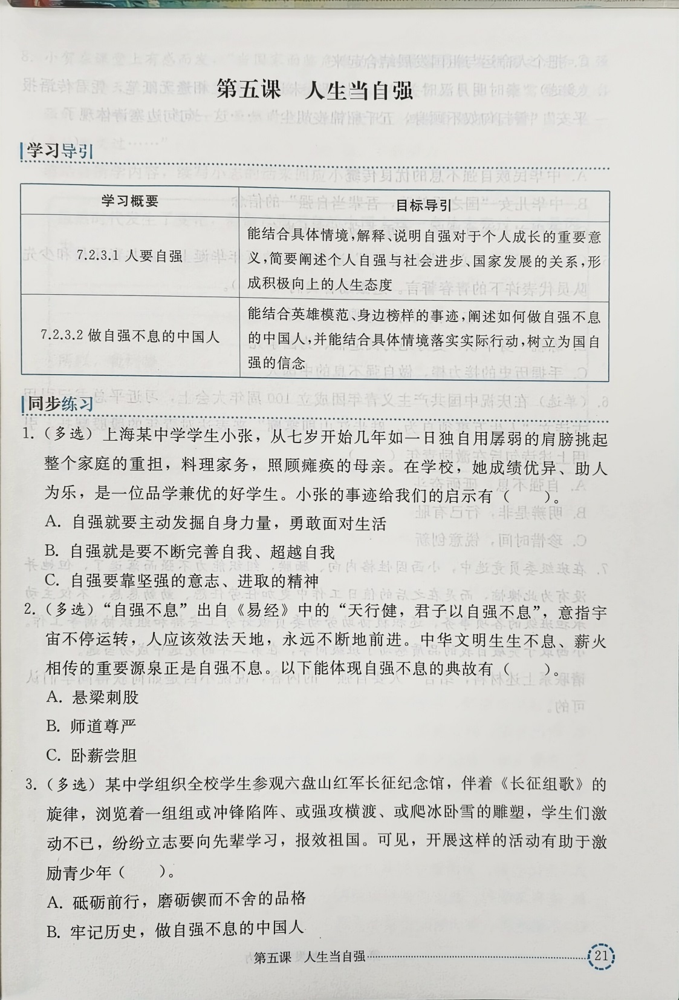 第五课 人生当自强
学习导引
学习概要
目标导引
7.2.3.1 人要自强
能结合具体情境,解释、说明自强对于个人成长的重要意
义,简要阐述个人自强与社会进步、国家发展的关系,形
成积极向上的人生态度
7.2.3.2 做自强不息的中国人
能结合英雄模范、身边榜样的事迹,阐述如何做自强不息
的中国人,并能结合具体情境落实实际行动,树立为国自
强的信念
同步练习
1.（多选）上海某中学学生小张，从七岁开始几年如一日独自用孱弱的肩膀挑起
整个家庭的重担，料理家务，照顾瘫痪的母亲。在学校，她成绩优异、助人
为乐，是一位品学兼优的好学生。小张的事迹给我们的启示有（　　）。
A. 自强就要主动发掘自身力量，勇敢面对生活
B. 自强就是要不断完善自我、超越自我
C. 自强要靠坚强的意志、进取的精神
2.（多选）“自强不息”出自《易经》中的“天行健，君子以自强不息”，意指宇
宙不停运转，人应该效法天地，永远不断地前进。中华文明生生不息、薪火
相传的重要源泉正是自强不息。以下能体现自强不息的典故有（　　）。
A. 悬梁刺股
B. 师道尊严
C. 卧薪尝胆
3.（多选）某中学组织全校学生参观六盘山红军长征纪念馆，伴着《长征组歌》的
旋律，浏览着一组组或冲锋陷阵、或强攻横渡、或爬冰卧雪的雕塑，学生们激
动不已，纷纷立志要向先辈学习，报效祖国。可见，开展这样的活动有助于激
励青少年（　　）。
A. 砥砺前行，磨砺锲而不舍的品格
B. 牢记历史，做自强不息的中国人
第五课 人生当自强
21